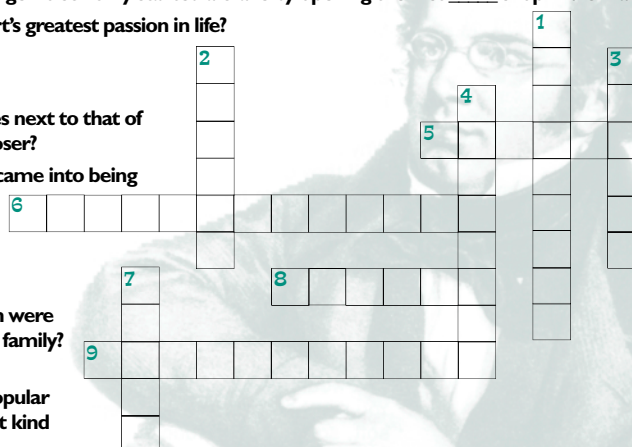 rt's greatest passion in life?
1
2
3
es next to that of
4
oser?
5
came into being
6
7
8
n were
family?
9
opular
t kind